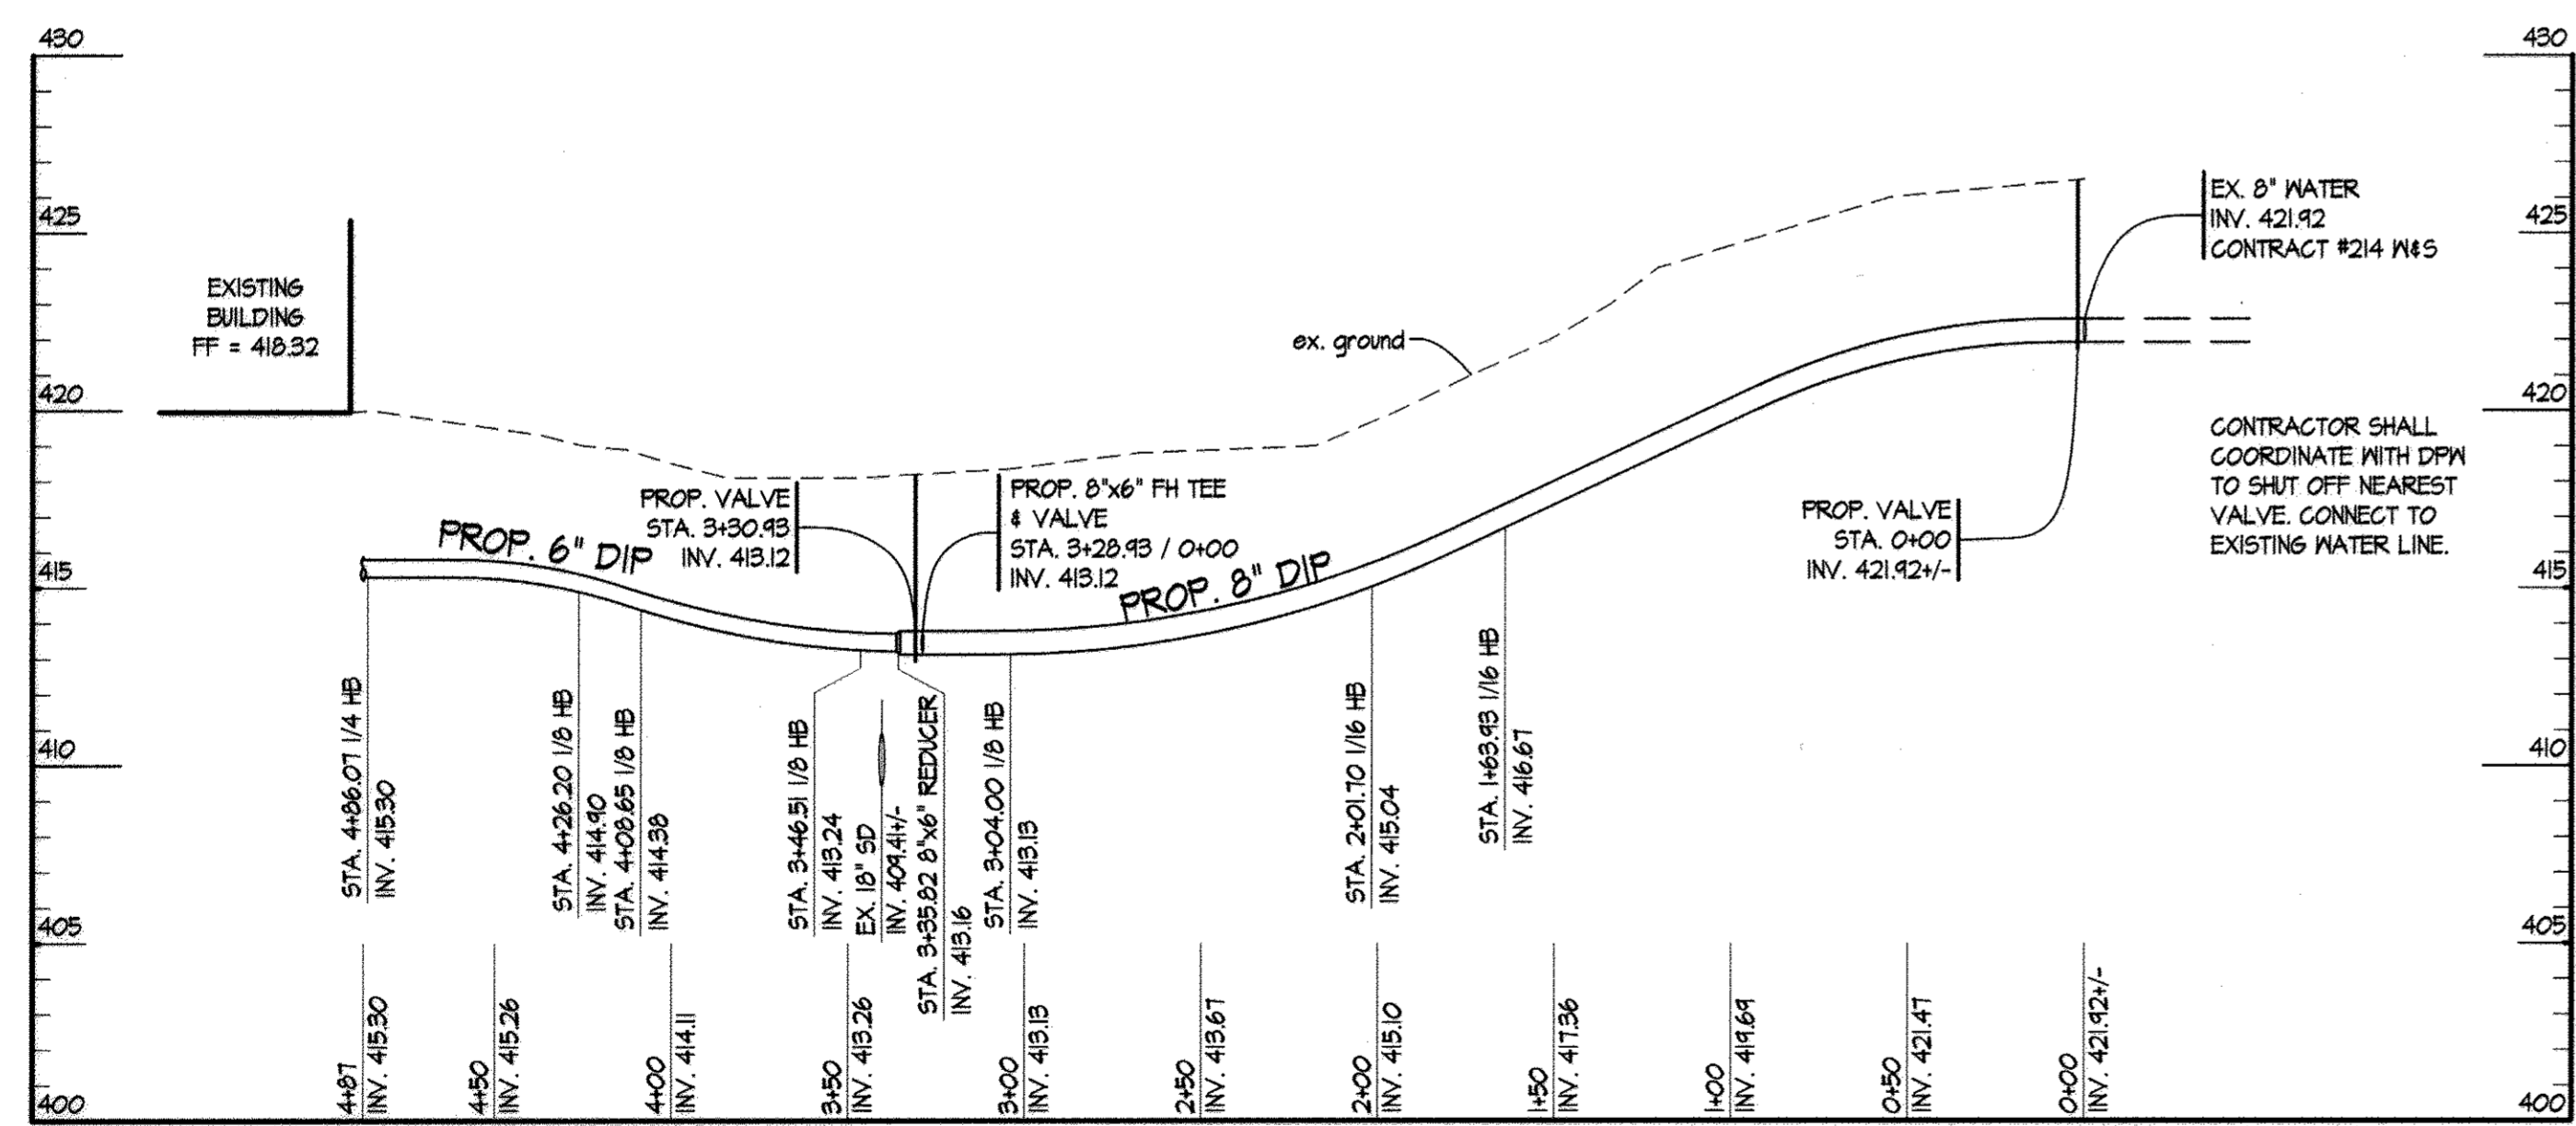 430
425
420
415
410
405
400
430
425
420
415
410
405
400
EXISTING
BUILDING
FF = 418.32
PROP. 6" DIP
PROP. VALVE
STA. 3+30.93
INV. 413.12
PROP. 8"x6" FH TEE
& VALVE
STA. 3+28.93 / 0+00
INV. 413.12
PROP. 8" DIP
ex. ground
PROP. VALVE
STA. 0+00
INV. 421.92+/-
EX. 8" WATER
INV. 421.92
CONTRACT #214 W&S
CONTRACTOR SHALL
COORDINATE WITH DPW
TO SHUT OFF NEAREST
VALVE. CONNECT TO
EXISTING WATER LINE.
STA. 4+86.07 1/4 HB
INV. 415.30
STA. 4+26.20 1/8 HB
INV. 414.90
STA. 4+08.65 1/8 HB
INV. 414.38
STA. 3+46.51 1/8 HB
INV. 413.24
EX. 18" SD
INV. 409.41+/-
STA. 3+35.82 8"x6" REDUCER
INV. 413.16
STA. 3+04.00 1/8 HB
INV. 413.13
STA. 2+01.70 1/16 HB
INV. 415.04
STA. 1+63.93 1/16 HB
INV. 416.67
4+87
INV. 415.30
4+50
INV. 415.26
4+00
INV. 414.11
3+50
INV. 413.26
3+00
INV. 413.13
2+50
INV. 413.67
2+00
INV. 415.10
1+50
INV. 417.36
1+00
INV. 419.69
0+50
INV. 421.47
0+00
INV. 421.92+/-